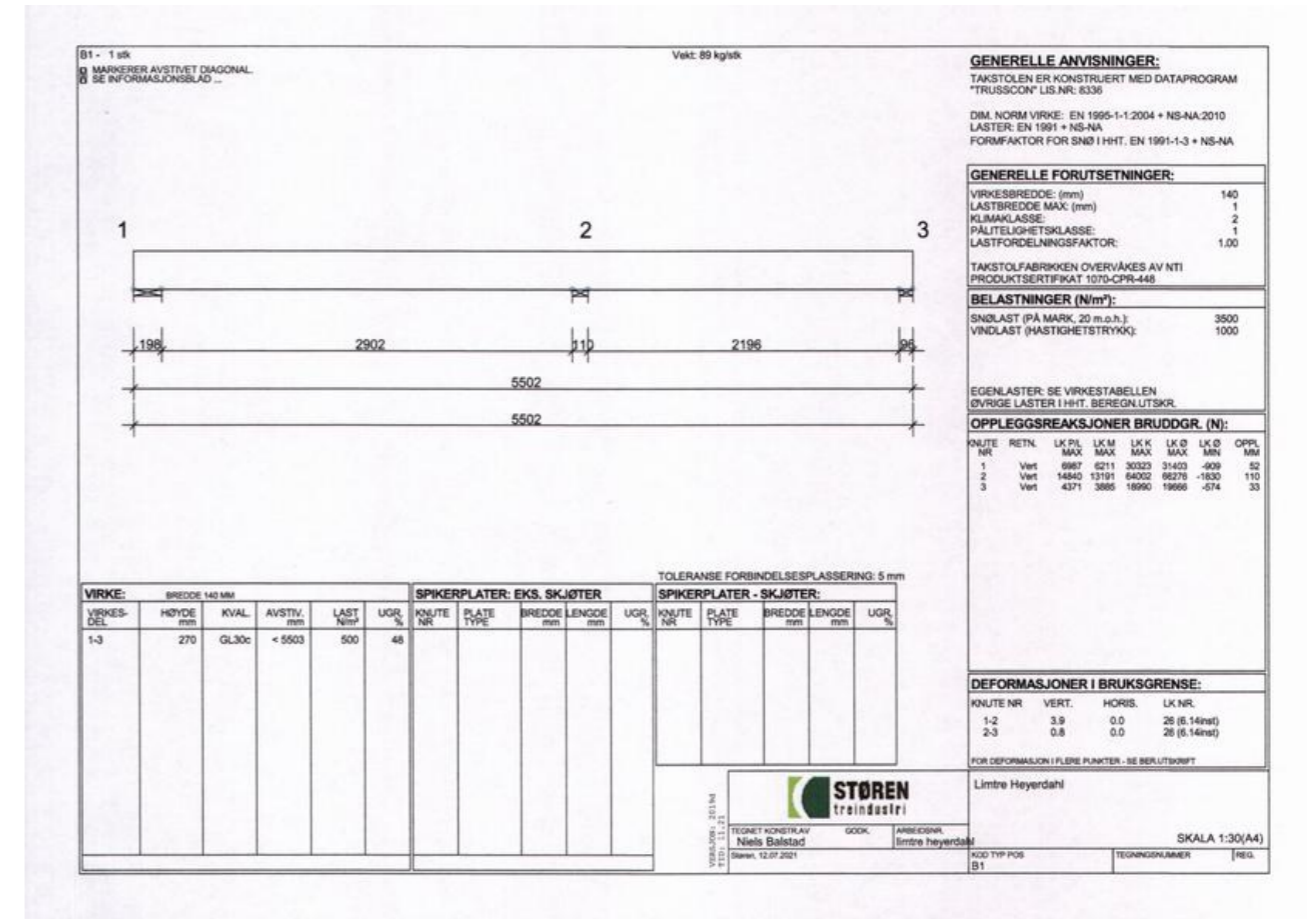 B1 - 1 stk
Vekt: 89 kg/stk
MARKERER AVSTIVET DIAGONAL.
SE INFORMASJONSBLAD ...
1
2
3
198
2902
110
2196
96
5502
5502
TOLERANSE FORBINDELSESPLASSERING: 5 mm
VIRKE: BREDDE 140 MM
VIRKES-DEL HØYDE mm KVAL. AVSTIV. mm LAST N/m² UGR. %
1-3 270 GL30c < 5503 500 48
SPIKERPLATER: EKS. SKJØTER
KNUTE NR PLATE TYPE BREDDE mm LENGDE mm UGR. %
SPIKERPLATER - SKJØTER:
KNUTE NR PLATE TYPE BREDDE mm LENGDE mm UGR. %
GENERELLE ANVISNINGER:
TAKSTOLEN ER KONSTRUERT MED DATAPROGRAM
"TRUSSCON" LIS.NR: 8336
DIM. NORM VIRKE: EN 1995-1-1:2004 + NS-NA:2010
LASTER: EN 1991 + NS-NA
FORMFAKTOR FOR SNØ I HHT. EN 1991-1-3 + NS-NA
GENERELLE FORUTSETNINGER:
VIRKESBREDDE: (mm) 140
LASTBREDDE MAX: (mm) 1
KLIMAKLASSE: 2
PÅLITELIGHETSKLASSE: 1
LASTFORDELNINGSFAKTOR: 1.00
TAKSTOLFABRIKKEN OVERVÅKES AV NTI
PRODUKTSERTIFIKAT 1070-CPR-448
BELASTNINGER (N/m²):
SNØLAST (PÅ MARK, 20 m.o.h.): 3500
VINDLAST (HASTIGHETSTRYKK): 1000
EGENLASTER: SE VIRKESTABELLEN
ØVRIGE LASTER I HHT. BEREGN.UTSKR.
OPPLEGGSREAKSJONER BRUDDGR. (N):
KNUTE NR RETN. LK P/L MAX LK M MAX LK K MAX LK Ø MAX LK Ø MIN OPPL MM
1 Vert 6987 6211 30323 31403 -909 52
2 Vert 14840 13191 64002 66276 -1830 110
3 Vert 4371 3885 18990 19666 -574 33
DEFORMASJONER I BRUKSGRENSE:
KNUTE NR VERT. HORIS. LK NR.
1-2 3.9 0.0 26 (6.14inst)
2-3 0.8 0.0 26 (6.14inst)
FOR DEFORMASJON I FLERE PUNKTER - SE BER.UTSKRIFT
VERSJON: 2019d
TID: 11.21
STØREN
treindustri
TEGNET KONSTR.AV GODK. ARBEIDSNR.
Niels Balstad limtre heyerdahl
Støren, 12.07.2021
Limtre Heyerdahl
SKALA 1:30(A4)
KOD TYP POS TEGNINGSNUMMER REG.
B1